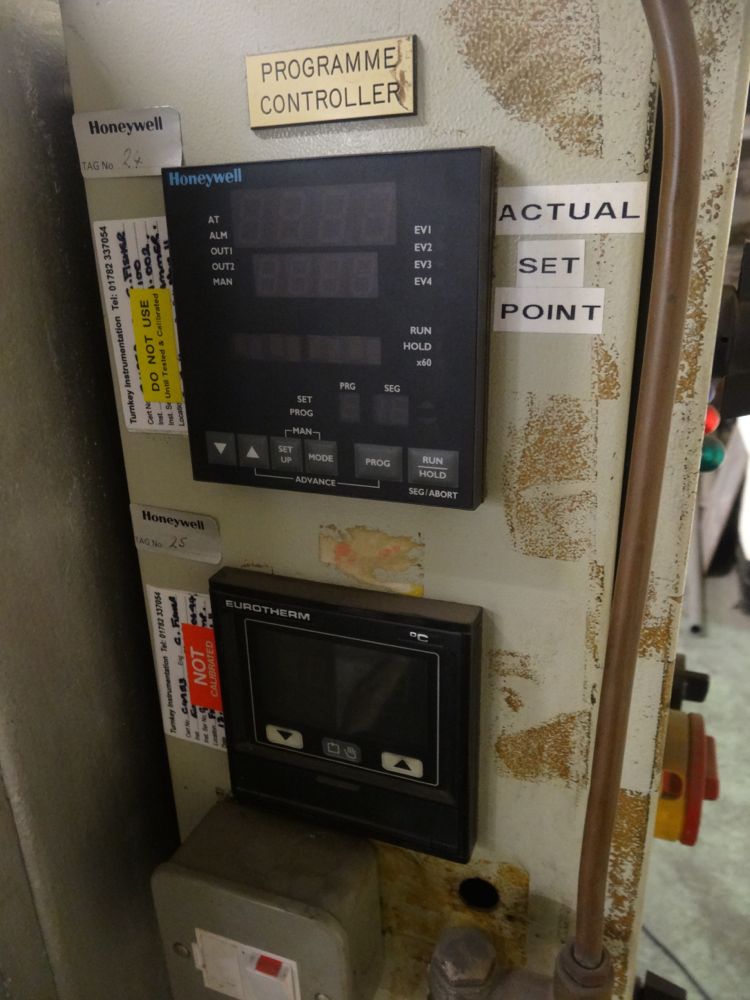 PROGRAMME
CONTROLLER
Honeywell
TAG No 24
Honeywell
AT
ALM
OUT1
OUT2
MAN
EV1
EV2
EV3
EV4
RUN
HOLD
x60
PRG SEG
SET
PROG
MAN
SET UP
MODE
PROG
RUN
HOLD
ADVANCE
SEG/ABORT
ACTUAL
SET
POINT
Turnkey Instrumentation Tel: 01782 337054
DO NOT USE
Until Tested & Calibrated
Honeywell
TAG No 25
Turnkey Instrumentation Tel: 01782 337054
NOT
CALIBRATED
EUROTHERM
°C